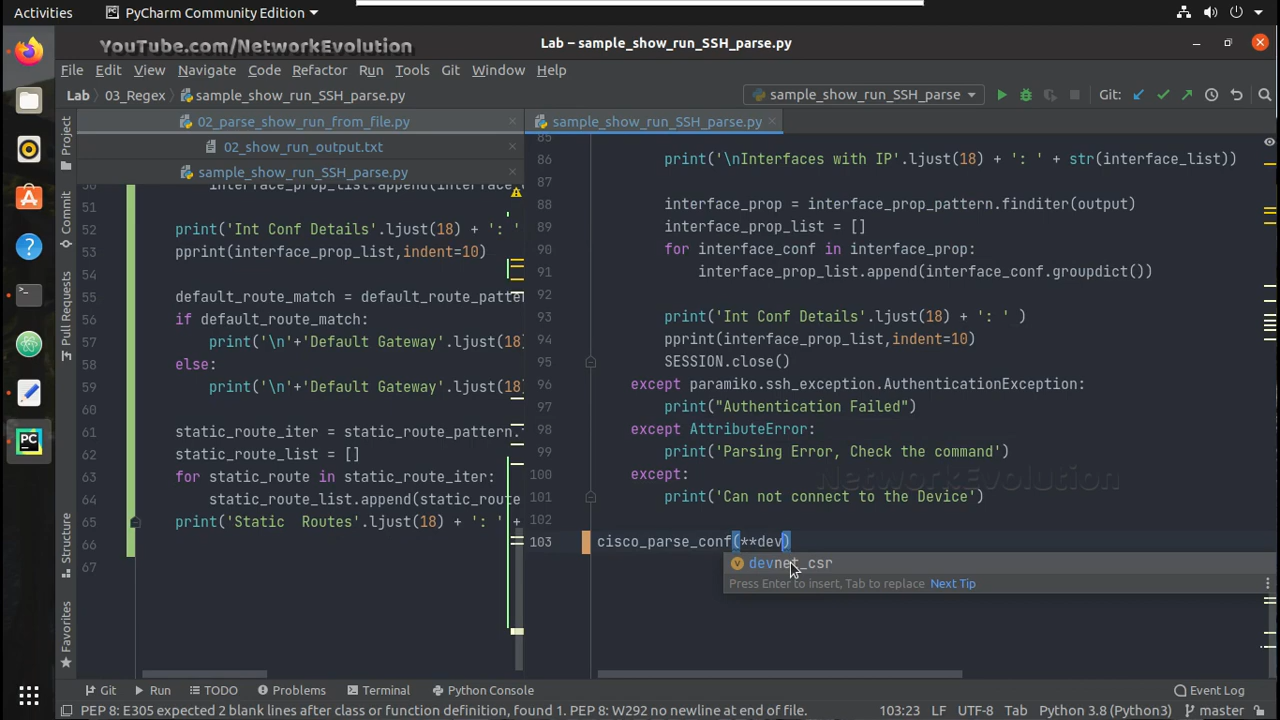 Activities
PyCharm Community Edition
YouTube.com/NetworkEvolution
Lab – sample_show_run_SSH_parse.py
File Edit View Navigate Code Refactor Run Tools Git Window Help
Lab 03_Regex sample_show_run_SSH_parse.py
sample_show_run_SSH_parse
Git:
Project
Commit
Pull Requests
Structure
Favorites
02_parse_show_run_from_file.py
02_show_run_output.txt
sample_show_run_SSH_parse.py
51
52 print('Int Conf Details'.ljust(18) + ': '
53 pprint(interface_prop_list,indent=10)
54
55 default_route_match = default_route_patte
56 if default_route_match:
57 print('\n'+'Default Gateway'.ljust(18)
58 else:
59 print('\n'+'Default Gateway'.ljust(18)
60
61 static_route_iter = static_route_pattern.
62 static_route_list = []
63 for static_route in static_route_iter:
64 static_route_list.append(static_route
65 print('Static  Routes'.ljust(18) + ': ' +
66
67
sample_show_run_SSH_parse.py
85
86 print('\nInterfaces with IP'.ljust(18) + ': ' + str(interface_list))
87
88 interface_prop = interface_prop_pattern.finditer(output)
89 interface_prop_list = []
90 for interface_conf in interface_prop:
91 interface_prop_list.append(interface_conf.groupdict())
92
93 print('Int Conf Details'.ljust(18) + ': ' )
94 pprint(interface_prop_list,indent=10)
95 SESSION.close()
96 except paramiko.ssh_exception.AuthenticationException:
97 print("Authentication Failed")
98 except AttributeError:
99 print('Parsing Error, Check the command')
100 except:
101 print('Can not connect to the Device')
102
103 cisco_parse_conf(**dev)
NetworkEvolution
v devnet_csr
Press Enter to insert, Tab to replace Next Tip
Git Run TODO Problems Terminal Python Console Event Log
PEP 8: E305 expected 2 blank lines after class or function definition, found 1. PEP 8: W292 no newline at end of file. 103:23 LF UTF-8 Tab Python 3.8 (Python3) master